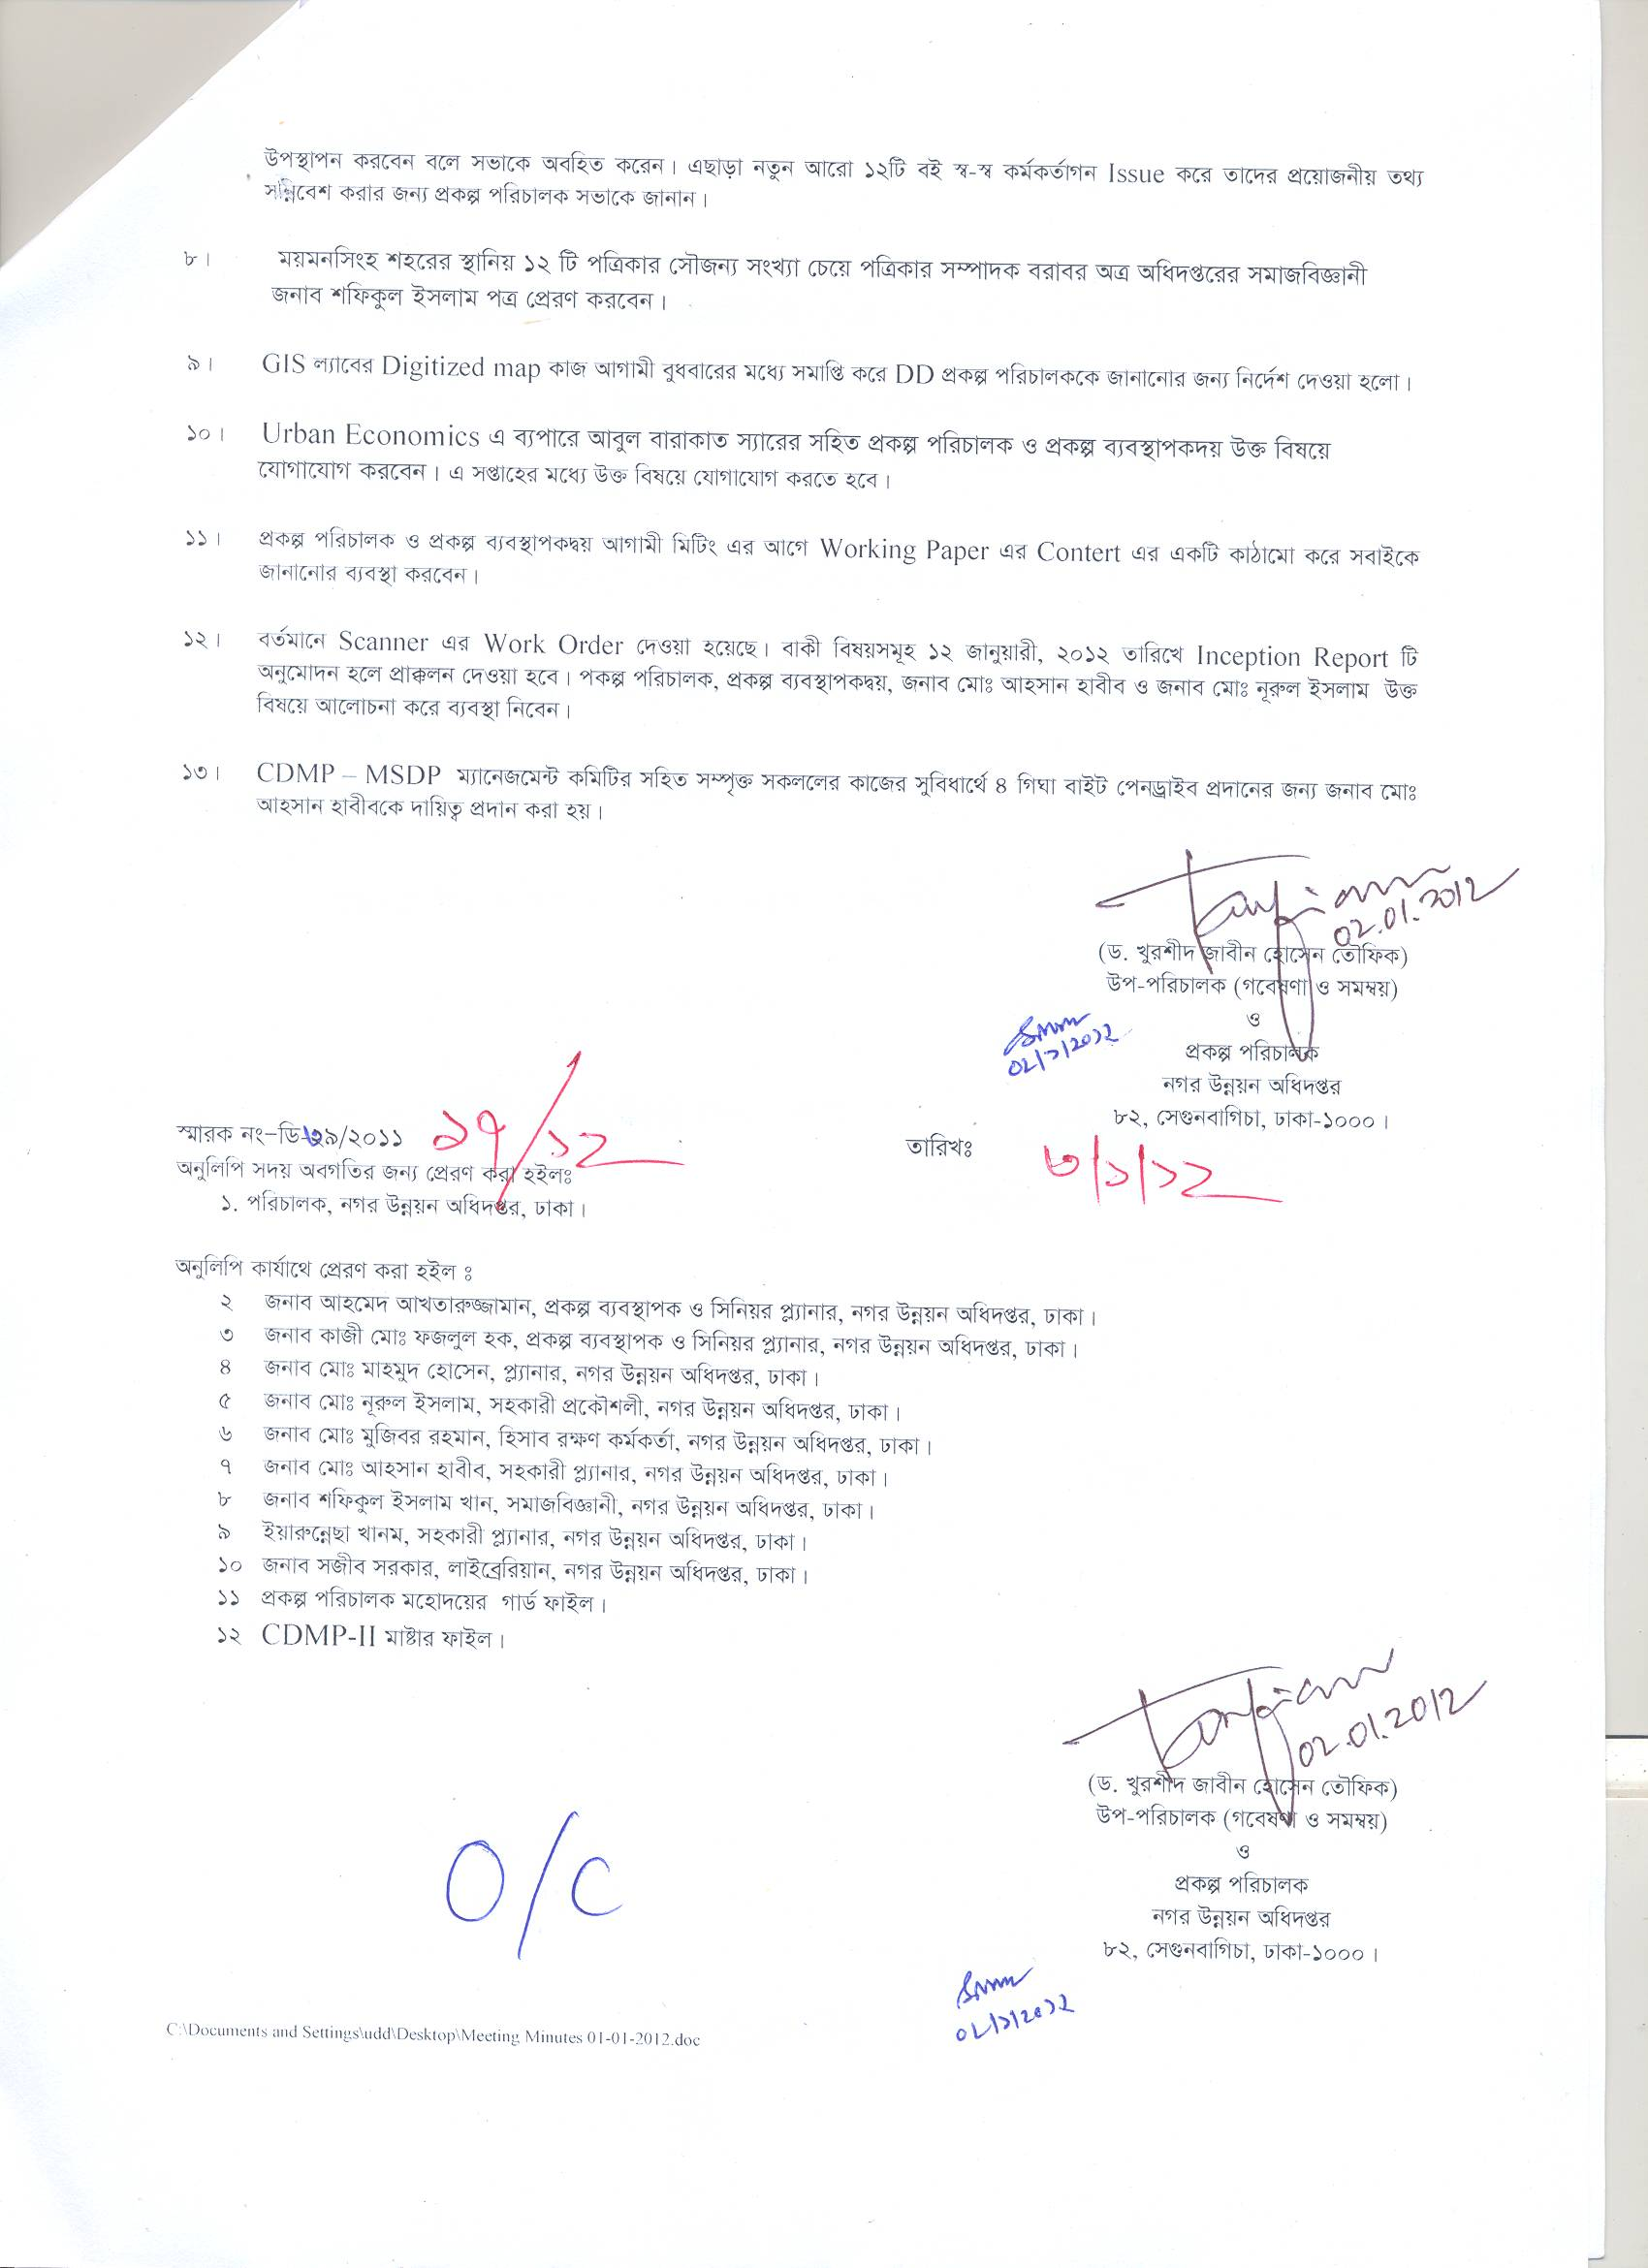 উপস্থাপন করবেন বলে সভাকে অবহিত করেন। এছাড়া নতুন আরো ১২টি বই স্ব-স্ব কর্মকর্তাগন Issue করে তাদের প্রয়োজনীয় তথ্য
সন্নিবেশ করার জন্য প্রকল্প পরিচালক সভাকে জানান।
৮। ময়মনসিংহ শহরের স্থানিয় ১২ টি পত্রিকার সৌজন্য সংখ্যা চেয়ে পত্রিকার সম্পাদক বরাবর অত্র অধিদপ্তরের সমাজবিজ্ঞানী
জনাব শফিকুল ইসলাম পত্র প্রেরণ করবেন।
৯। GIS ল্যাবের Digitized map কাজ আগামী বুধবারের মধ্যে সমাপ্তি করে DD প্রকল্প পরিচালককে জানানোর জন্য নির্দেশ দেওয়া হলো।
১০। Urban Economics এ ব্যপারে আবুল বারাকাত স্যারের সহিত প্রকল্প পরিচালক ও প্রকল্প ব্যবস্থাপকদয় উক্ত বিষয়ে
যোগাযোগ করবেন। এ সপ্তাহের মধ্যে উক্ত বিষয়ে যোগাযোগ করতে হবে।
১১। প্রকল্প পরিচালক ও প্রকল্প ব্যবস্থাপকদ্বয় আগামী মিটিং এর আগে Working Paper এর Contert এর একটি কাঠামো করে সবাইকে
জানানোর ব্যবস্থা করবেন।
১২। বর্তমানে Scanner এর Work Order দেওয়া হয়েছে। বাকী বিষয়সমূহ ১২ জানুয়ারী, ২০১২ তারিখে Inception Report টি
অনুমোদন হলে প্রাক্কলন দেওয়া হবে। পকল্প পরিচালক, প্রকল্প ব্যবস্থাপকদ্বয়, জনাব মোঃ আহসান হাবীব ও জনাব মোঃ নূরুল ইসলাম উক্ত
বিষয়ে আলোচনা করে ব্যবস্থা নিবেন।
১৩। CDMP – MSDP ম্যানেজমেন্ট কমিটির সহিত সম্পৃক্ত সকললের কাজের সুবিধার্থে ৪ গিঘা বাইট পেনড্রাইব প্রদানের জন্য জনাব মোঃ
আহসান হাবীবকে দায়িত্ব প্রদান করা হয়।
02.01.2012
(ড. খুরশীদ জাবীন হোসেন তৌফিক)
উপ-পরিচালক (গবেষণা ও সমন্বয়)
ও
০২/১/২০১২
প্রকল্প পরিচালক
নগর উন্নয়ন অধিদপ্তর
৮২, সেগুনবাগিচা, ঢাকা-১০০০।
স্মারক নং-ডি-২৯/২০১১ ১৭/১২
তারিখঃ ৩/১/১২
অনুলিপি সদয় অবগতির জন্য প্রেরণ করা হইলঃ
১. পরিচালক, নগর উন্নয়ন অধিদপ্তর, ঢাকা।
অনুলিপি কার্যাথে প্রেরণ করা হইল ঃ
২ জনাব আহমেদ আখতারুজ্জামান, প্রকল্প ব্যবস্থাপক ও সিনিয়র প্ল্যানার, নগর উন্নয়ন অধিদপ্তর, ঢাকা।
৩ জনাব কাজী মোঃ ফজলুল হক, প্রকল্প ব্যবস্থাপক ও সিনিয়র প্ল্যানার, নগর উন্নয়ন অধিদপ্তর, ঢাকা।
৪ জনাব মোঃ মাহমুদ হোসেন, প্ল্যানার, নগর উন্নয়ন অধিদপ্তর, ঢাকা।
৫ জনাব মোঃ নূরুল ইসলাম, সহকারী প্রকৌশলী, নগর উন্নয়ন অধিদপ্তর, ঢাকা।
৬ জনাব মোঃ মুজিবর রহমান, হিসাব রক্ষণ কর্মকর্তা, নগর উন্নয়ন অধিদপ্তর, ঢাকা।
৭ জনাব মোঃ আহসান হাবীব, সহকারী প্ল্যানার, নগর উন্নয়ন অধিদপ্তর, ঢাকা।
৮ জনাব শফিকুল ইসলাম খান, সমাজবিজ্ঞানী, নগর উন্নয়ন অধিদপ্তর, ঢাকা।
৯ ইয়ারুন্নেছা খানম, সহকারী প্ল্যানার, নগর উন্নয়ন অধিদপ্তর, ঢাকা।
১০ জনাব সজীব সরকার, লাইব্রেরিয়ান, নগর উন্নয়ন অধিদপ্তর, ঢাকা।
১১ প্রকল্প পরিচালক মহোদয়ের গার্ড ফাইল।
১২ CDMP-II মাষ্টার ফাইল।
02.01.2012
(ড. খুরশীদ জাবীন হোসেন তৌফিক)
উপ-পরিচালক (গবেষণা ও সমন্বয়)
ও
প্রকল্প পরিচালক
নগর উন্নয়ন অধিদপ্তর
৮২, সেগুনবাগিচা, ঢাকা-১০০০।
O/C
০২/১/২০১২
C:\Documents and Settings\udd\Desktop\Meeting Minutes 01-01-2012.doc